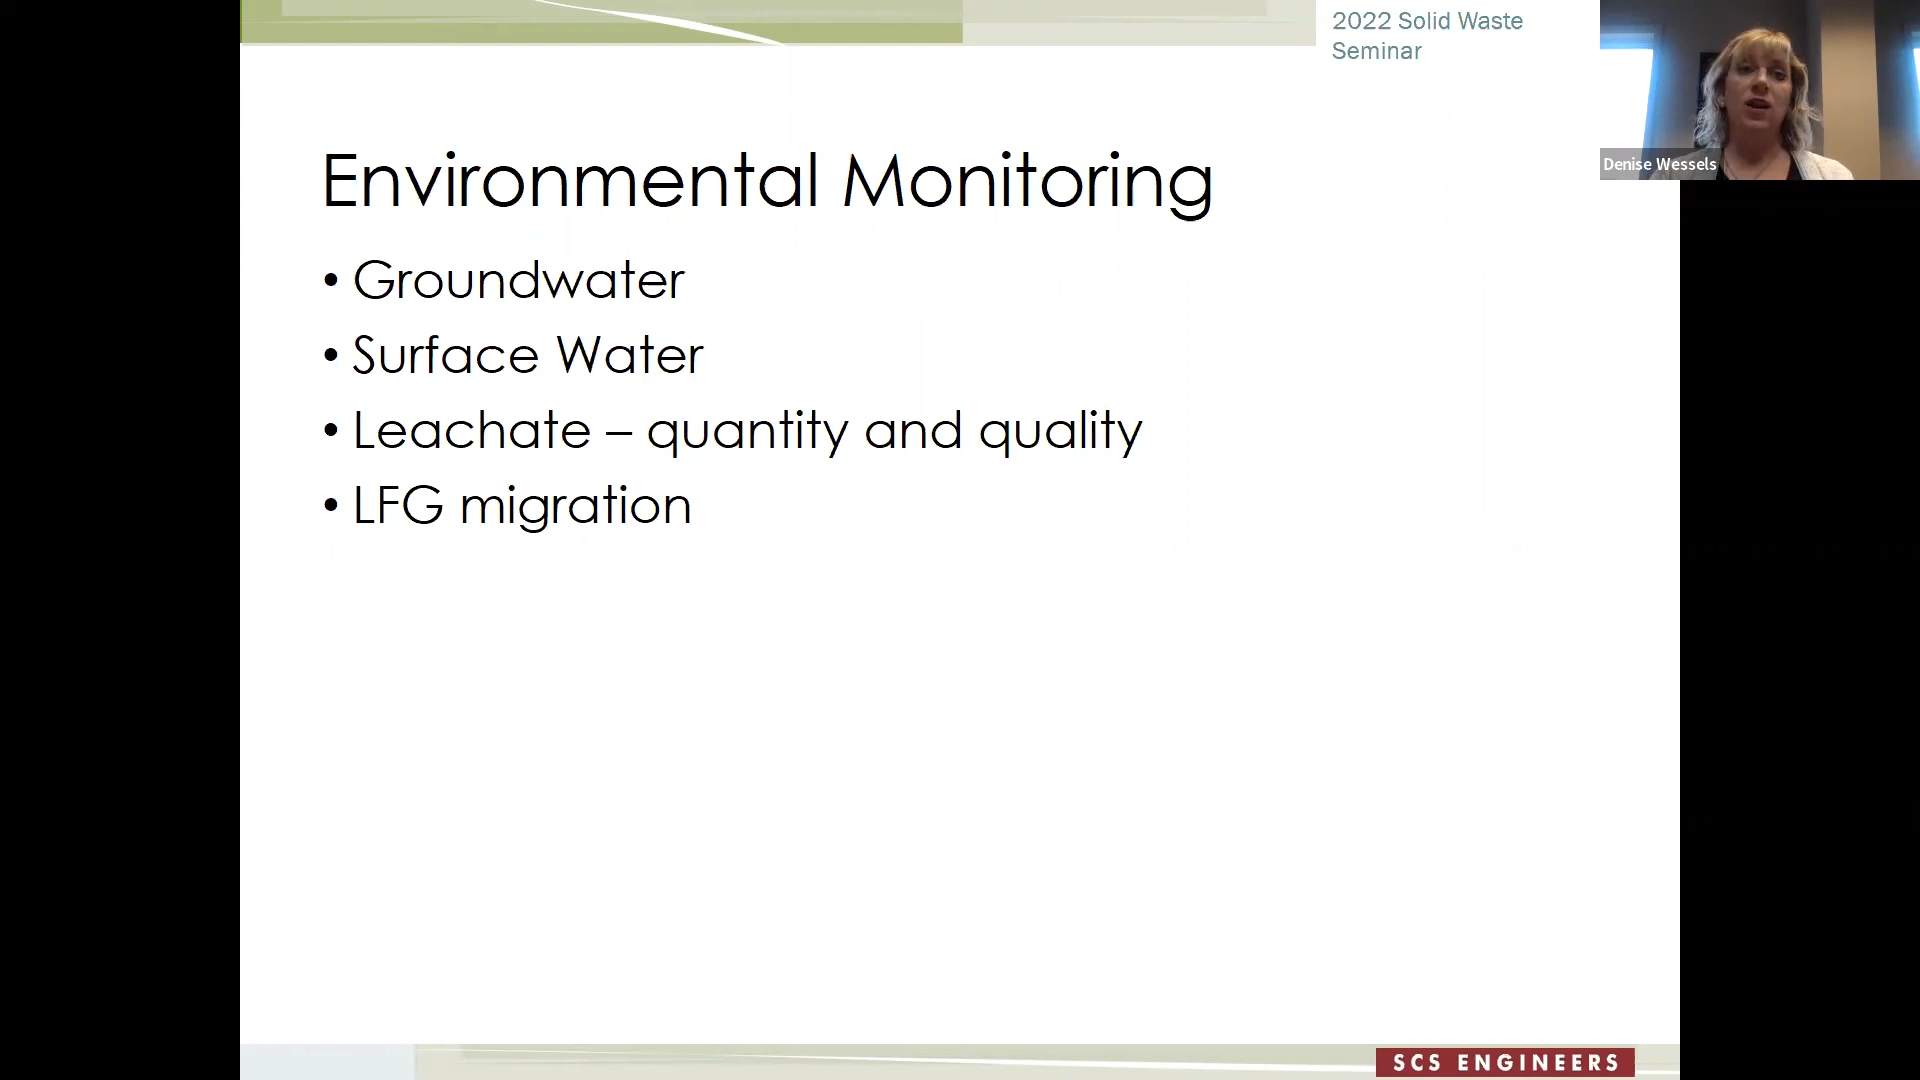 2022 Solid Waste
Seminar
Denise Wessels
Environmental Monitoring
• Groundwater
• Surface Water
• Leachate – quantity and quality
• LFG migration
SCS ENGINEERS